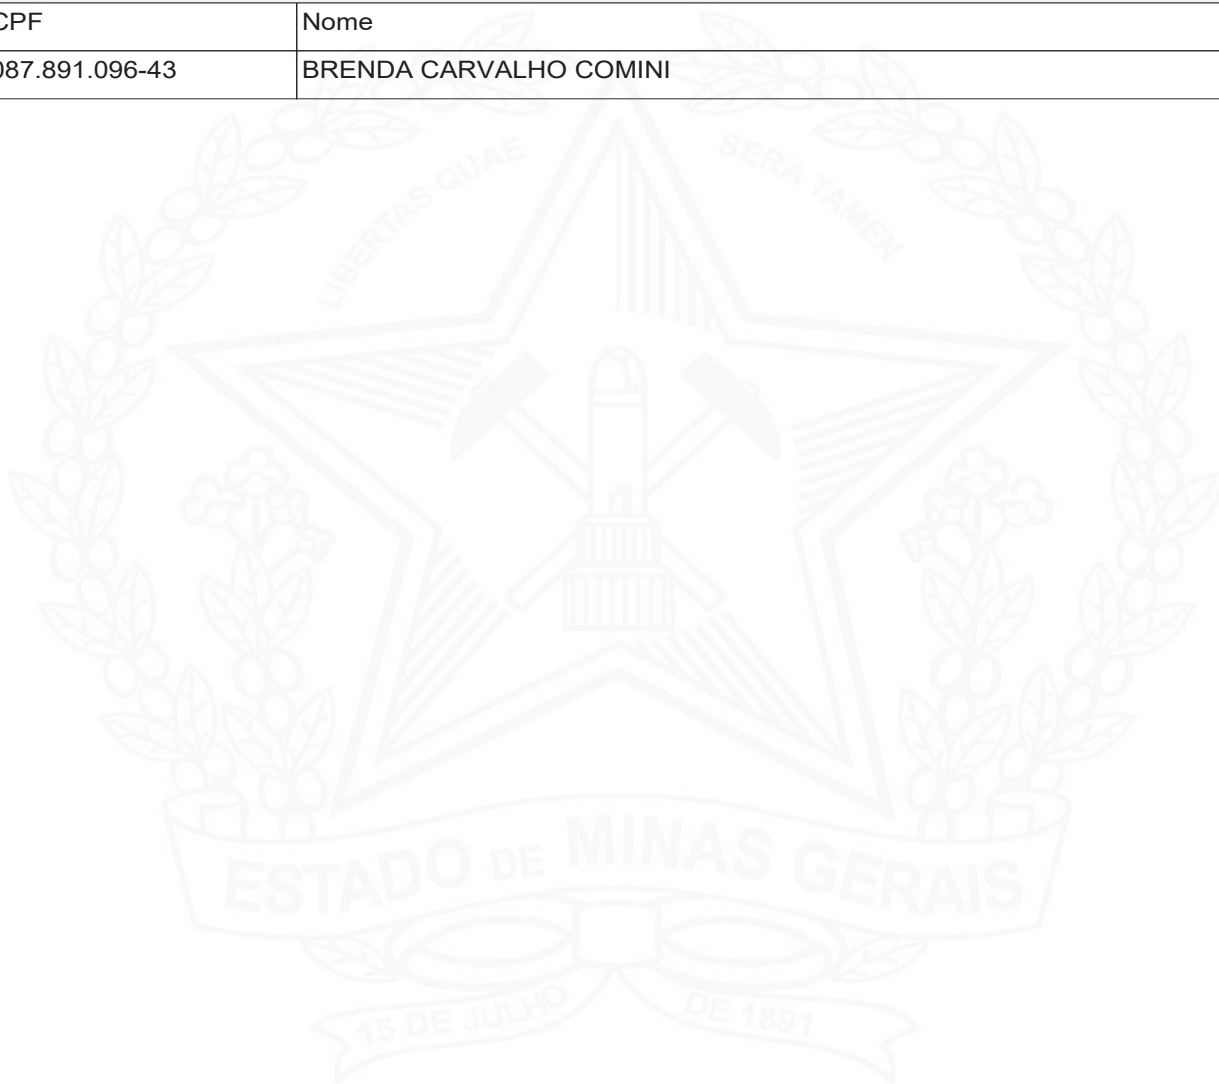 CPF Nome
087.891.096-43 BRENDA CARVALHO COMINI
LIBERTAS QUAE SERA TAMEN
ESTADO DE MINAS GERAIS
15 DE JULHO DE 1891